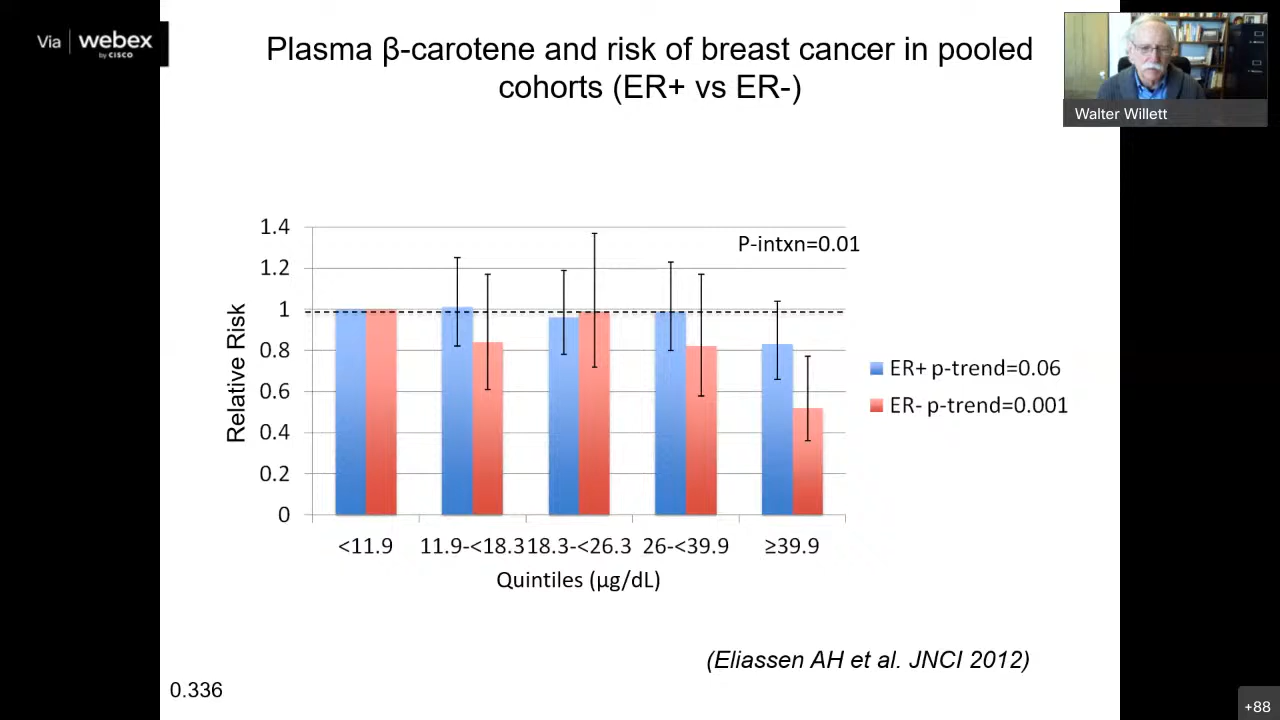 Via | webex
by CISCO
Plasma β-carotene and risk of breast cancer in pooled
cohorts (ER+ vs ER-)
Walter Willett
1.4
1.2
1
0.8
0.6
0.4
0.2
0
Relative Risk
P-intxn=0.01
ER+ p-trend=0.06
ER- p-trend=0.001
<11.9 11.9-<18.3 18.3-<26.3 26-<39.9 ≥39.9
Quintiles (µg/dL)
(Eliassen AH et al. JNCI 2012)
0.336
+88